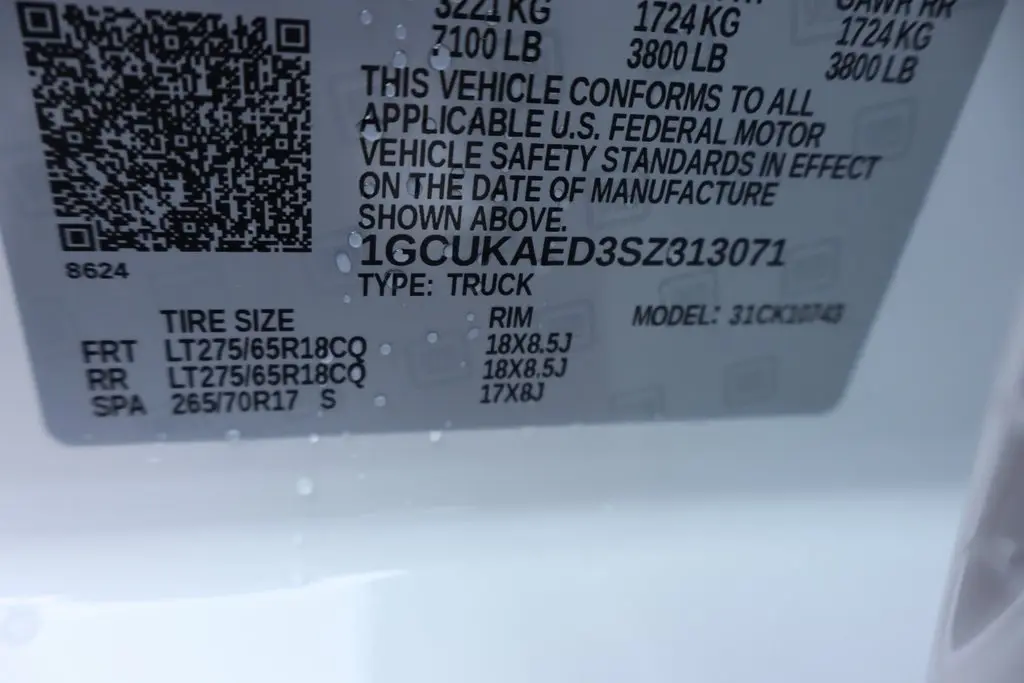 3221 KG 1724 KG GAWR RR
7100 LB 3800 LB 1724 KG
3800 LB
THIS VEHICLE CONFORMS TO ALL
APPLICABLE U.S. FEDERAL MOTOR
VEHICLE SAFETY STANDARDS IN EFFECT
ON THE DATE OF MANUFACTURE
SHOWN ABOVE.
1GCUKAED3SZ313071
8624
TYPE: TRUCK
TIRE SIZE RIM MODEL: 31CK10743
FRT LT275/65R18CQ 18X8.5J
RR LT275/65R18CQ 18X8.5J
SPA 265/70R17 S 17X8J